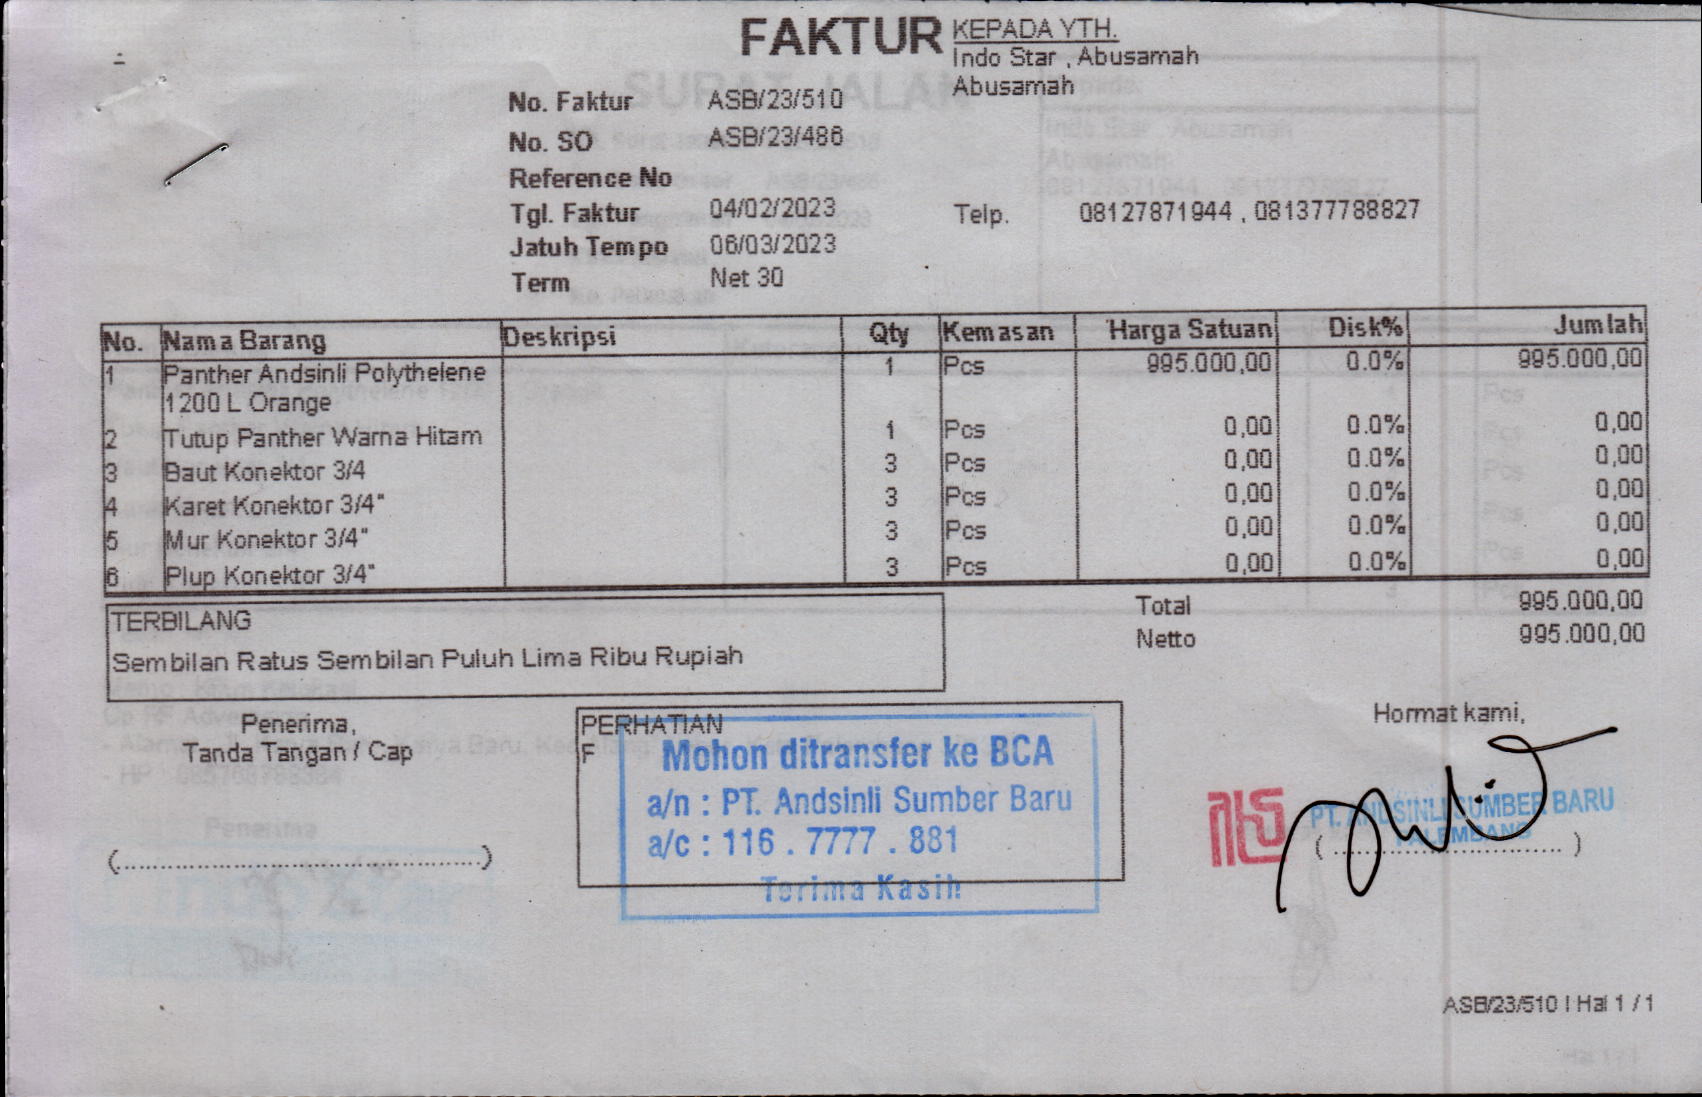 FAKTUR
KEPADA YTH.
Indo Star , Abusamah
Abusamah
No. Faktur ASB/23/510
No. SO ASB/23/486
Reference No
Tgl. Faktur 04/02/2023
Telp. 08127871944 , 081377788827
Jatuh Tempo 06/03/2023
Term Net 30
No. Nama Barang Deskripsi Qty Kemasan Harga Satuan Disk% Jumlah
1 Panther Andsinli Polythelene 1 Pcs 995.000,00 0.0% 995.000,00
1200 L Orange
2 Tutup Panther Warna Hitam 1 Pcs 0,00 0.0% 0,00
3 Baut Konektor 3/4 3 Pcs 0,00 0.0% 0,00
4 Karet Konektor 3/4" 3 Pcs 0,00 0.0% 0,00
5 Mur Konektor 3/4" 3 Pcs 0,00 0.0% 0,00
6 Plup Konektor 3/4" 3 Pcs 0,00 0.0% 0,00
TERBILANG
Sembilan Ratus Sembilan Puluh Lima Ribu Rupiah
Total 995.000,00
Netto 995.000,00
Penerima,
Tanda Tangan / Cap
(........................................)
PERHATIAN
F
Mohon ditransfer ke BCA
a/n : PT. Andsinli Sumber Baru
a/c : 116 . 7777 . 881
Terima Kasih
Hormat kami,
PT. ANDSINLI SUMBER BARU
PALEMBANG
( .............................. )
ASB/23/510 | Hal 1 / 1